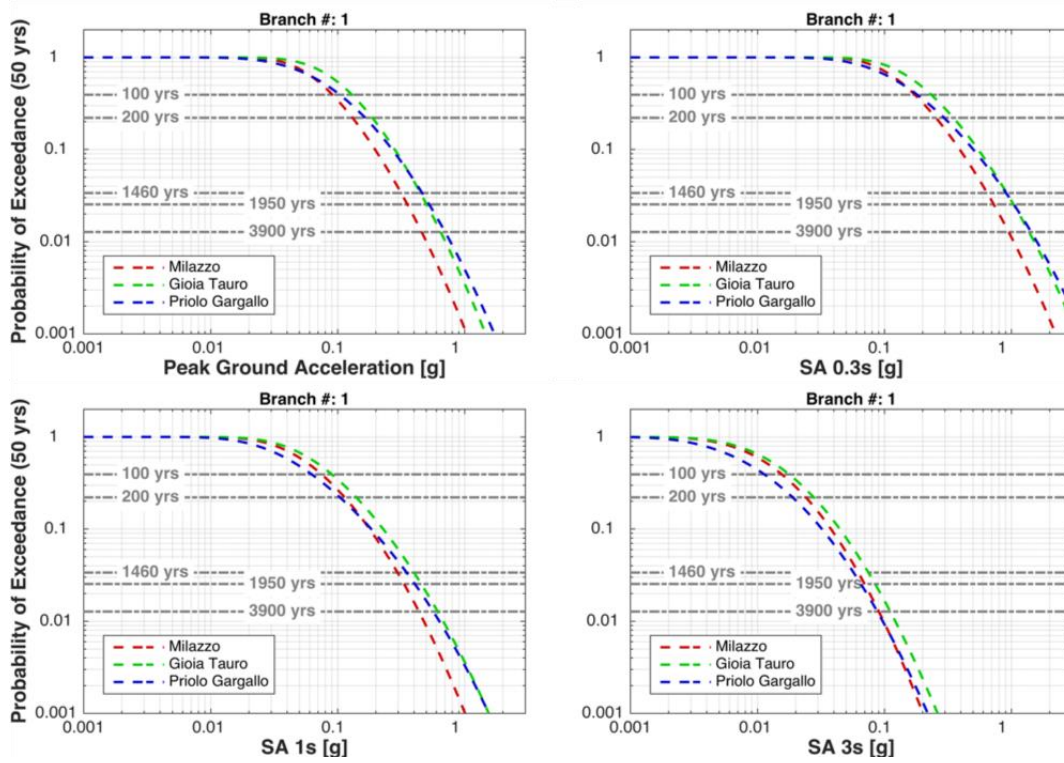 Branch #: 1
Probability of Exceedance (50 yrs)
1
0.1
0.01
0.001
100 yrs
200 yrs
1460 yrs
1950 yrs
3900 yrs
Milazzo
Gioia Tauro
Priolo Gargallo
0.001 0.01 0.1 1
Peak Ground Acceleration [g]
Branch #: 1
1
0.1
0.01
0.001
100 yrs
200 yrs
1460 yrs
1950 yrs
3900 yrs
Milazzo
Gioia Tauro
Priolo Gargallo
0.001 0.01 0.1 1
SA 0.3s [g]
Branch #: 1
Probability of Exceedance (50 yrs)
1
0.1
0.01
0.001
100 yrs
200 yrs
1460 yrs
1950 yrs
3900 yrs
Milazzo
Gioia Tauro
Priolo Gargallo
0.001 0.01 0.1 1
SA 1s [g]
Branch #: 1
1
0.1
0.01
0.001
100 yrs
200 yrs
1460 yrs
1950 yrs
3900 yrs
Milazzo
Gioia Tauro
Priolo Gargallo
0.001 0.01 0.1 1
SA 3s [g]